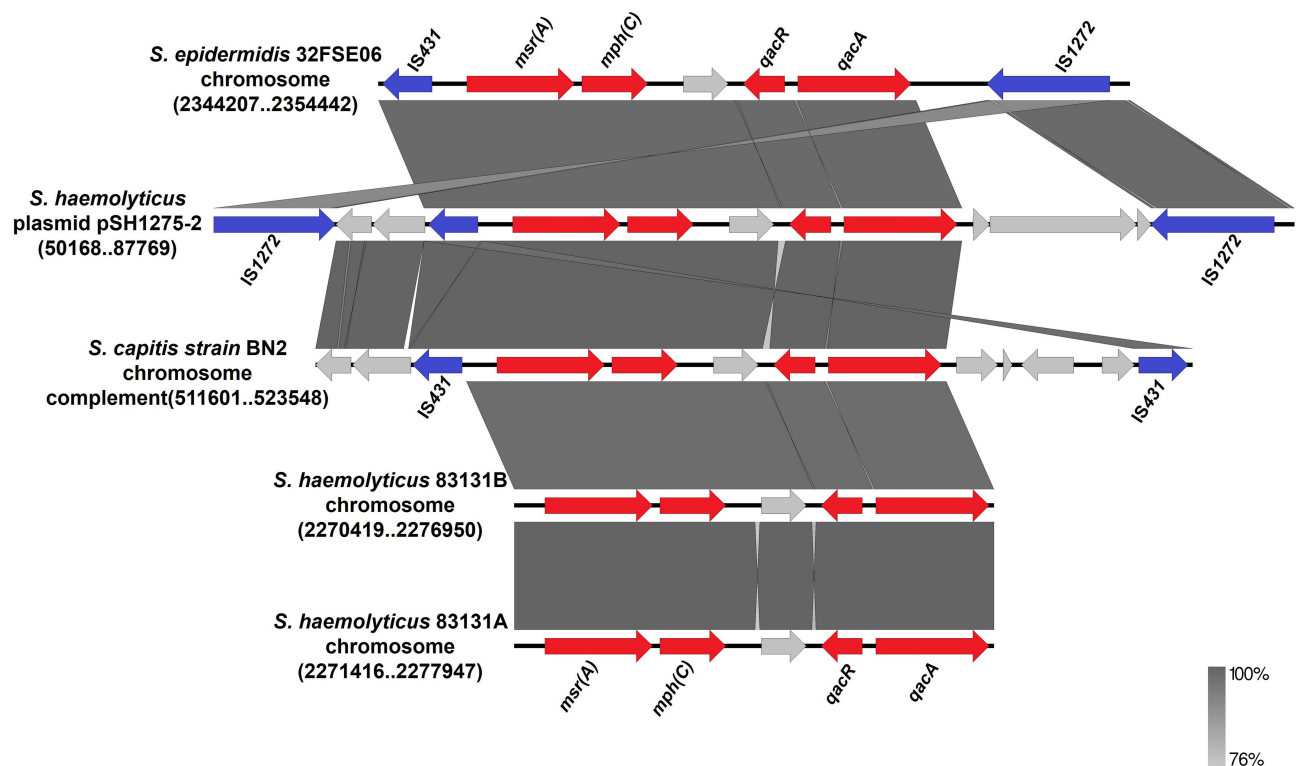 S. epidermidis 32FSE06
chromosome
(2344207..2354442)
IS431
msr(A)
mph(C)
qacR
qacA
IS1272
S. haemolyticus
plasmid pSH1275-2
(50168..87769)
IS1272
IS1272
S. capitis strain BN2
chromosome
complement(511601..523548)
IS431
IS431
S. haemolyticus 83131B
chromosome
(2270419..2276950)
S. haemolyticus 83131A
chromosome
(2271416..2277947)
msr(A)
mph(C)
qacR
qacA
100%
76%